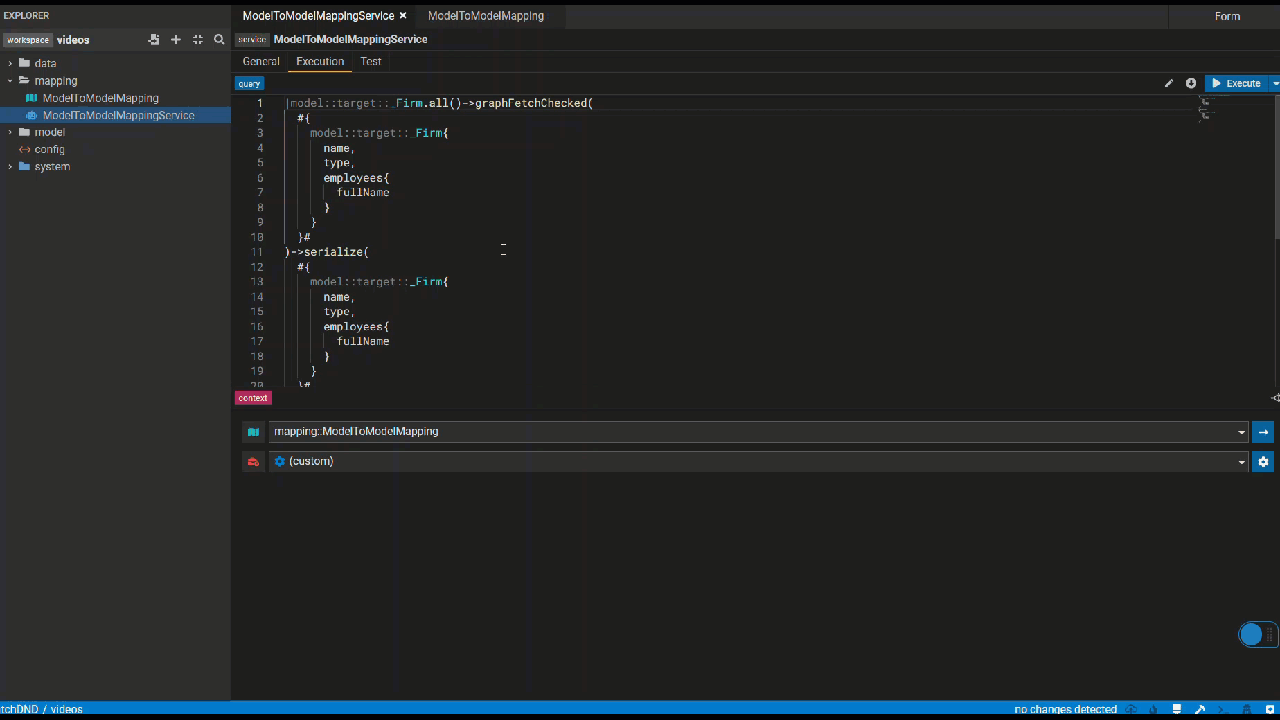 EXPLORER
ModelToModelMappingService ×
ModelToModelMapping
Form
workspace videos
service ModelToModelMappingService
data
mapping
ModelToModelMapping
ModelToModelMappingService
model
config
system
General Execution Test
query
Execute
1 |model::target::_Firm.all()->graphFetchChecked(
2 #{
3 model::target::_Firm{
4 name,
5 type,
6 employees{
7 fullName
8 }
9 }
10 }#
11 )->serialize(
12 #{
13 model::target::_Firm{
14 name,
15 type,
16 employees{
17 fullName
18 }
19 }
20 }#
context
mapping::ModelToModelMapping
(custom)
tchDND / videos
no changes detected